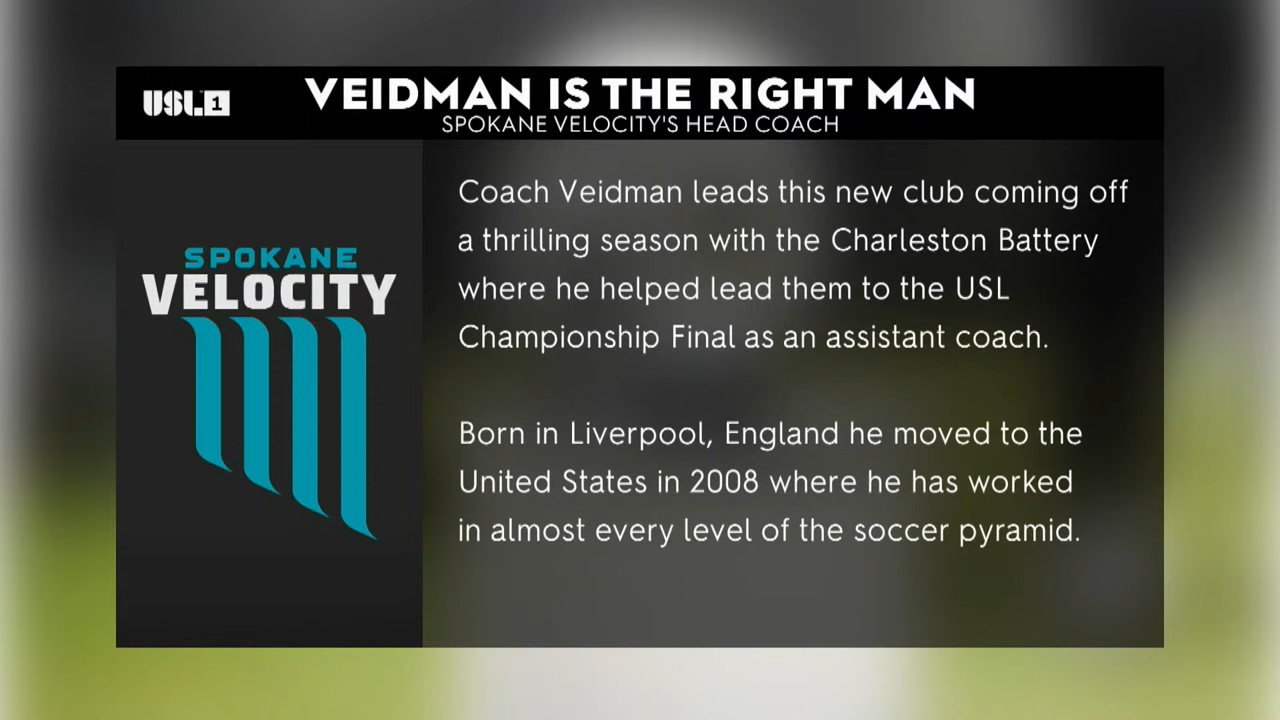 USL 1
VEIDMAN IS THE RIGHT MAN
SPOKANE VELOCITY'S HEAD COACH
SPOKANE
VELOCITY
Coach Veidman leads this new club coming off
a thrilling season with the Charleston Battery
where he helped lead them to the USL
Championship Final as an assistant coach.
Born in Liverpool, England he moved to the
United States in 2008 where he has worked
in almost every level of the soccer pyramid.